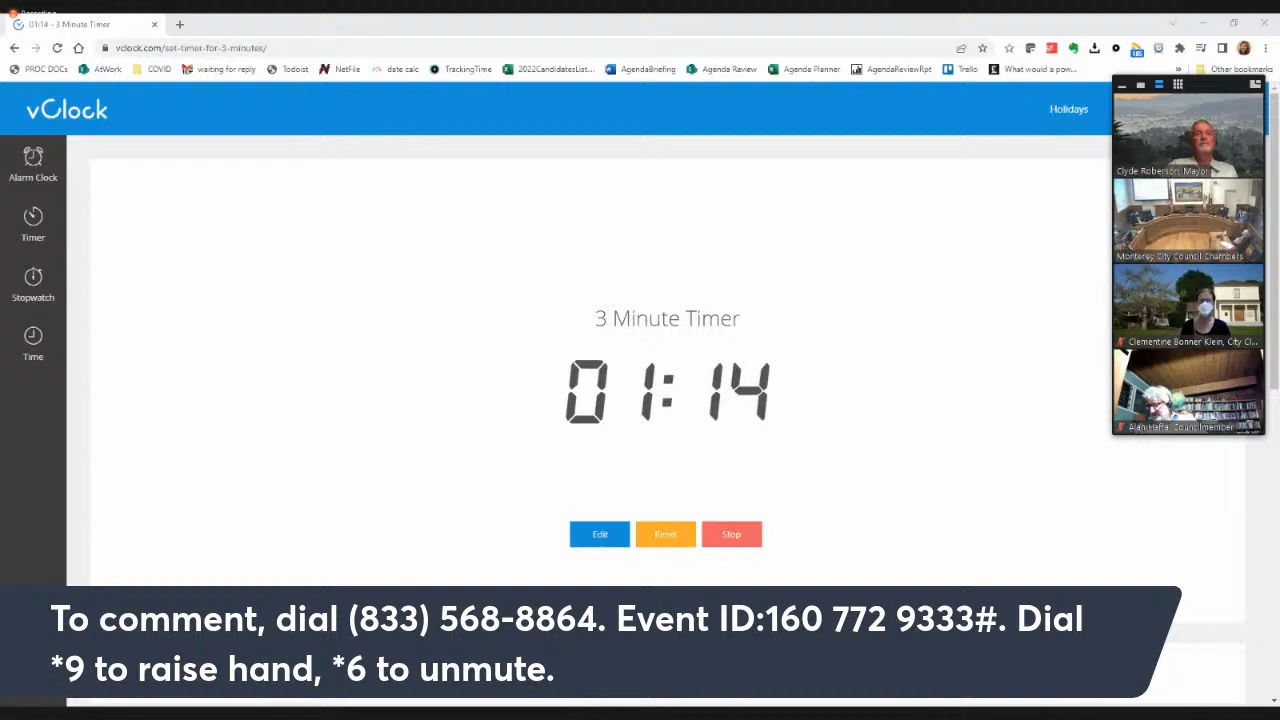 Recording
01:14 - 3 Minute Timer
vclock.com/set-timer-for-3-minutes/
PROC DOCs AtWork COVID waiting for reply Todoist NetFile date calc TrackingTime 2022CandidatesList... AgendaBriefing Agenda Review Agenda Planner AgendaReviewRpt Trello What would a pow... » Other bookmarks
vClock
Holidays
Alarm Clock
Timer
Stopwatch
Time
Clyde Roberson, Mayor
Monterey City Council Chambers
Clementine Bonner Klein, City Cl...
Alan Haffa, Councilmember
3 Minute Timer
01:14
Edit Reset Stop
To comment, dial (833) 568-8864. Event ID:160 772 9333#. Dial
*9 to raise hand, *6 to unmute.